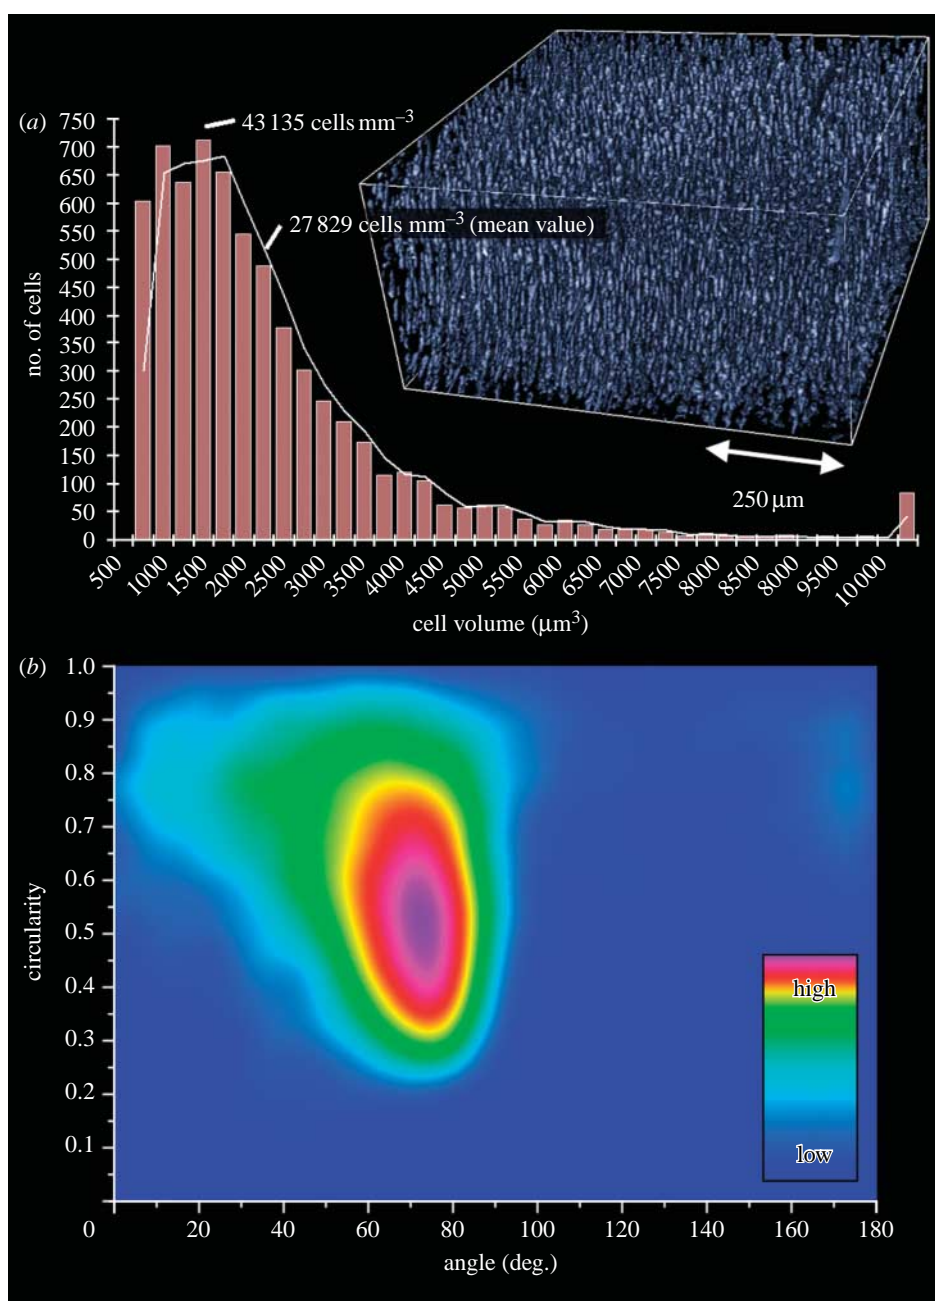 (a)
43 135 cells mm⁻³
27 829 cells mm⁻³ (mean value)
no. of cells
750
700
650
600
550
500
450
400
350
300
250
200
150
100
50
0
250 μm
500 1000 1500 2000 2500 3000 3500 4000 4500 5000 5500 6000 6500 7000 7500 8000 8500 9000 9500 10000
cell volume (μm³)
(b)
circularity
1.0
0.9
0.8
0.7
0.6
0.5
0.4
0.3
0.2
0.1
high
low
0 20 40 60 80 100 120 140 160 180
angle (deg.)